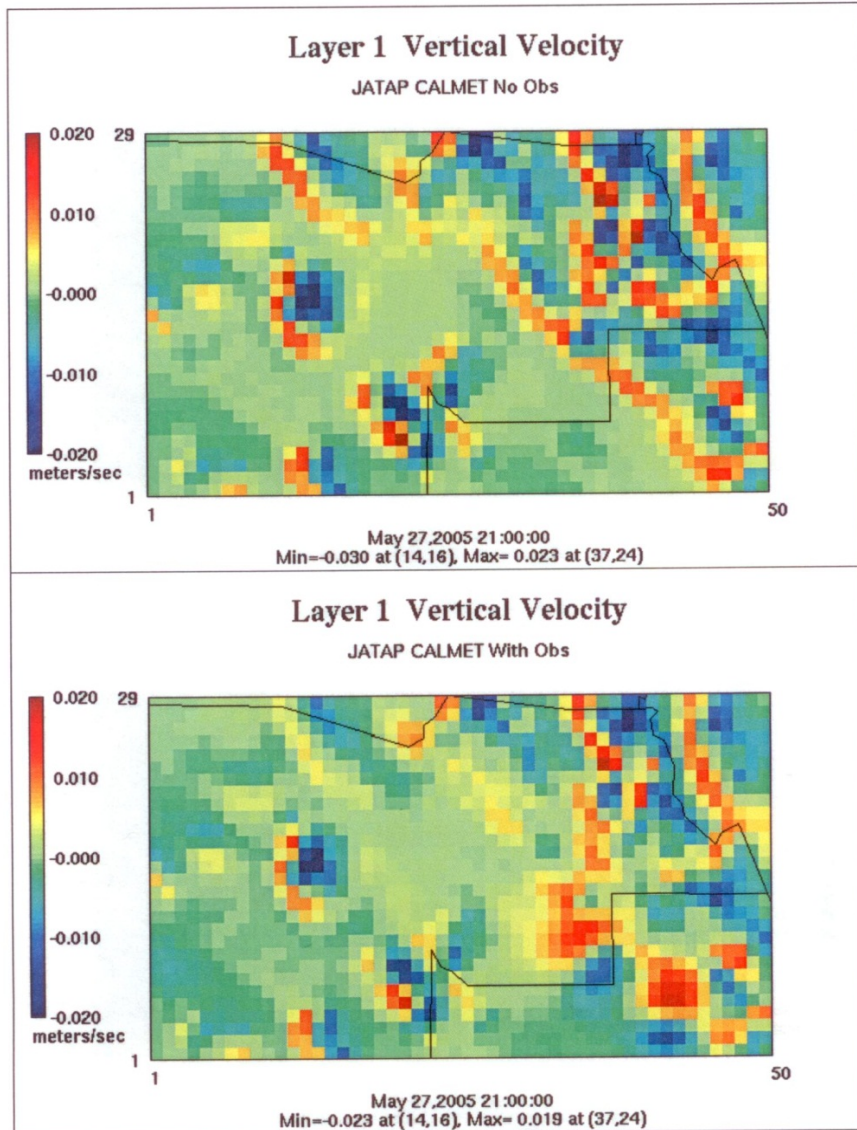 Layer 1 Vertical Velocity
JATAP CALMET No Obs
0.020
0.010
-0.000
-0.010
-0.020
meters/sec
29
1
1
50
May 27,2005 21:00:00
Min=-0.030 at (14,16), Max= 0.023 at (37,24)
Layer 1 Vertical Velocity
JATAP CALMET With Obs
0.020
0.010
-0.000
-0.010
-0.020
meters/sec
29
1
1
50
May 27,2005 21:00:00
Min=-0.023 at (14,16), Max= 0.019 at (37,24)